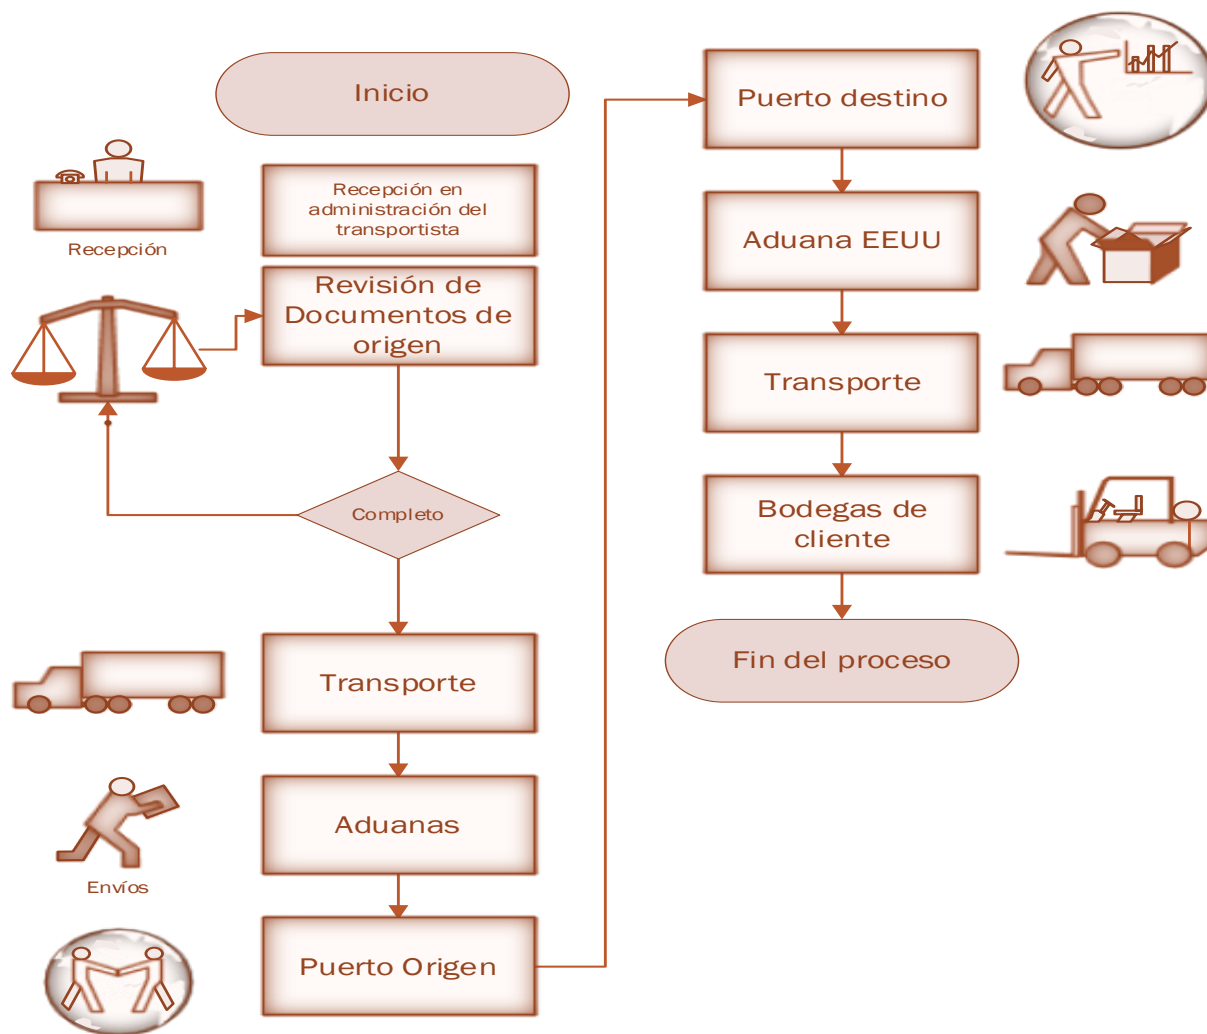 Inicio
Recepción
Recepción en
administración del
transportista
Revisión de
Documentos de
origen
Completo
Transporte
Envíos
Aduanas
Puerto Origen
Puerto destino
Aduana EEUU
Transporte
Bodegas de
cliente
Fin del proceso